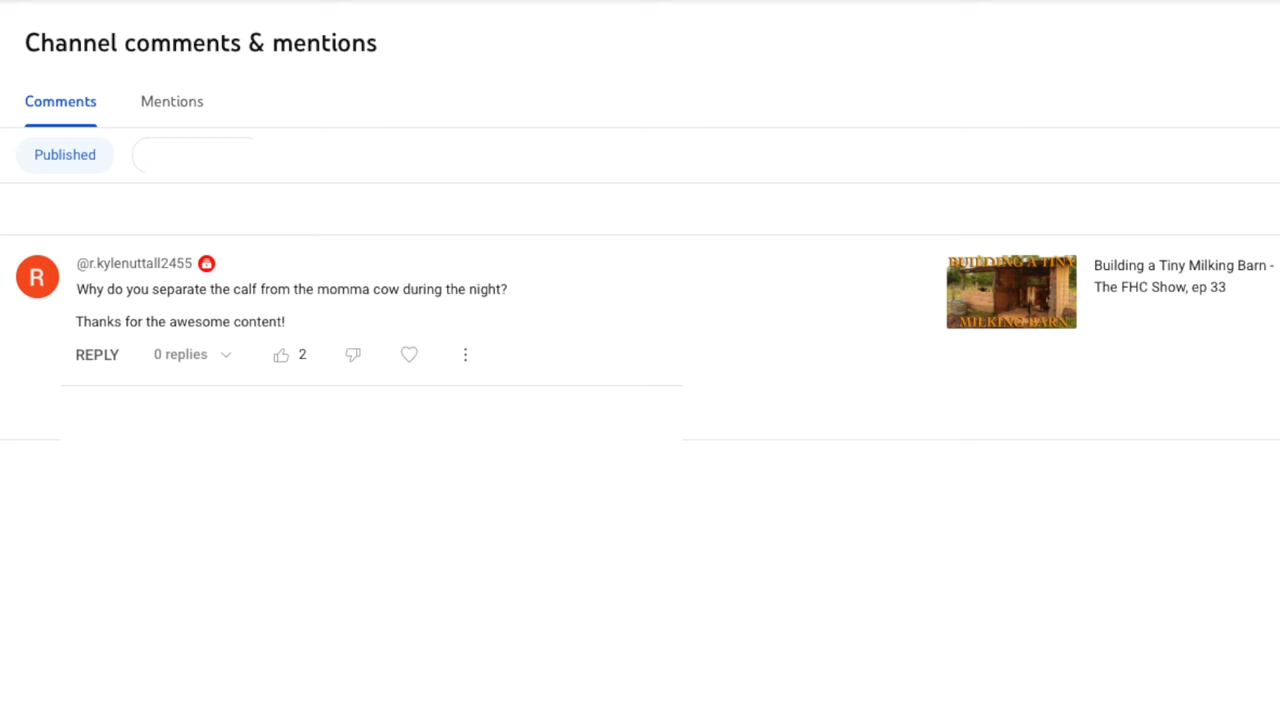 Channel comments & mentions
Comments
Mentions
Published
R
@r.kylenuttall2455
Why do you separate the calf from the momma cow during the night?
Thanks for the awesome content!
REPLY
0 replies
2
BUILDING A TINY
MILKING BARN
Building a Tiny Milking Barn -
The FHC Show, ep 33